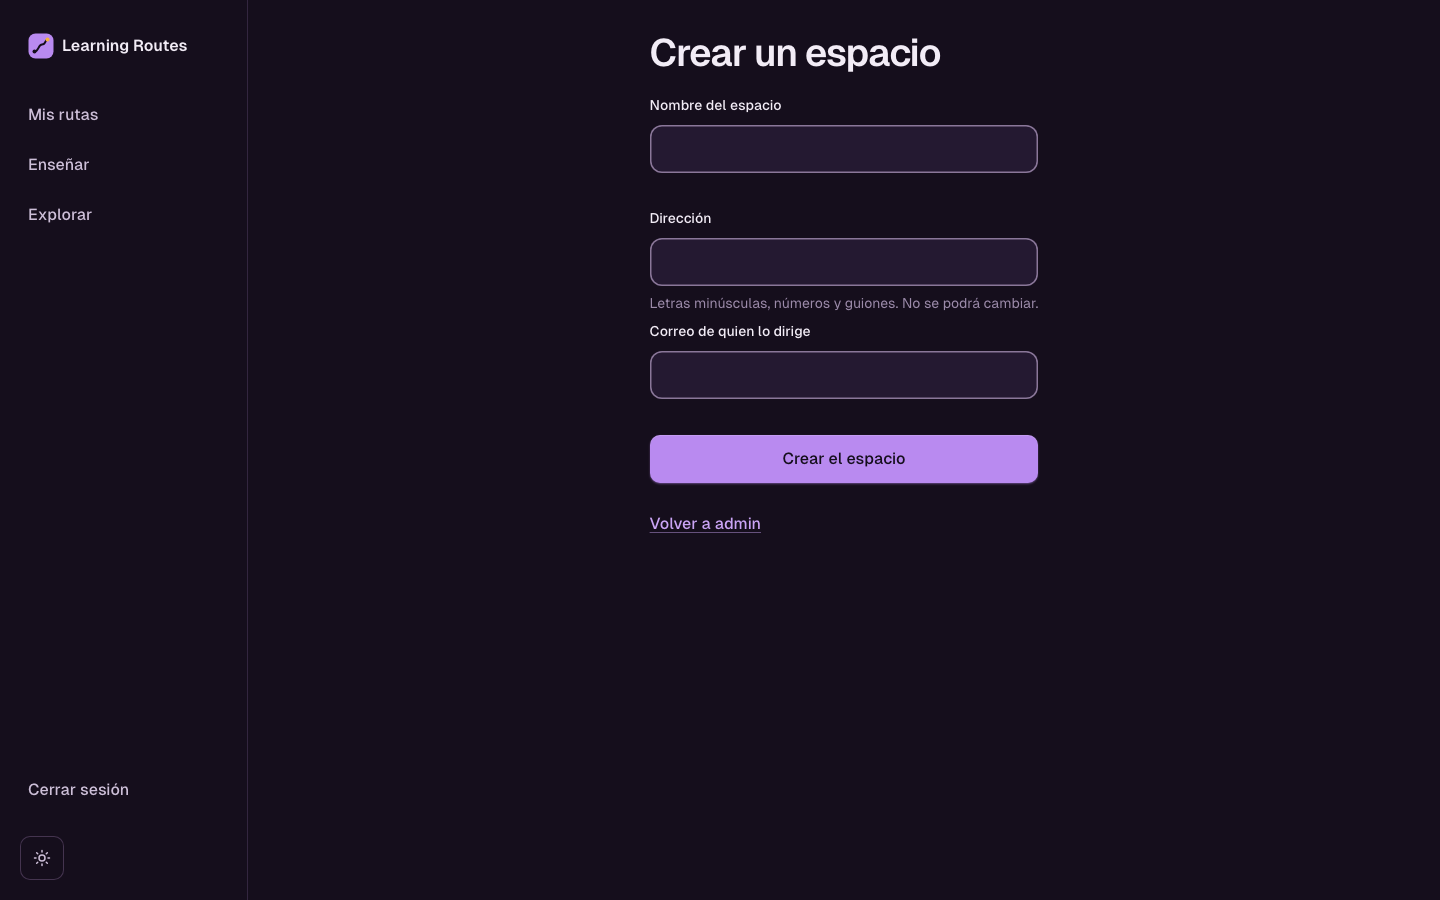 Learning Routes
Mis rutas
Enseñar
Explorar
Cerrar sesión
Crear un espacio
Nombre del espacio
Dirección
Letras minúsculas, números y guiones. No se podrá cambiar.
Correo de quien lo dirige
Crear el espacio
Volver a admin